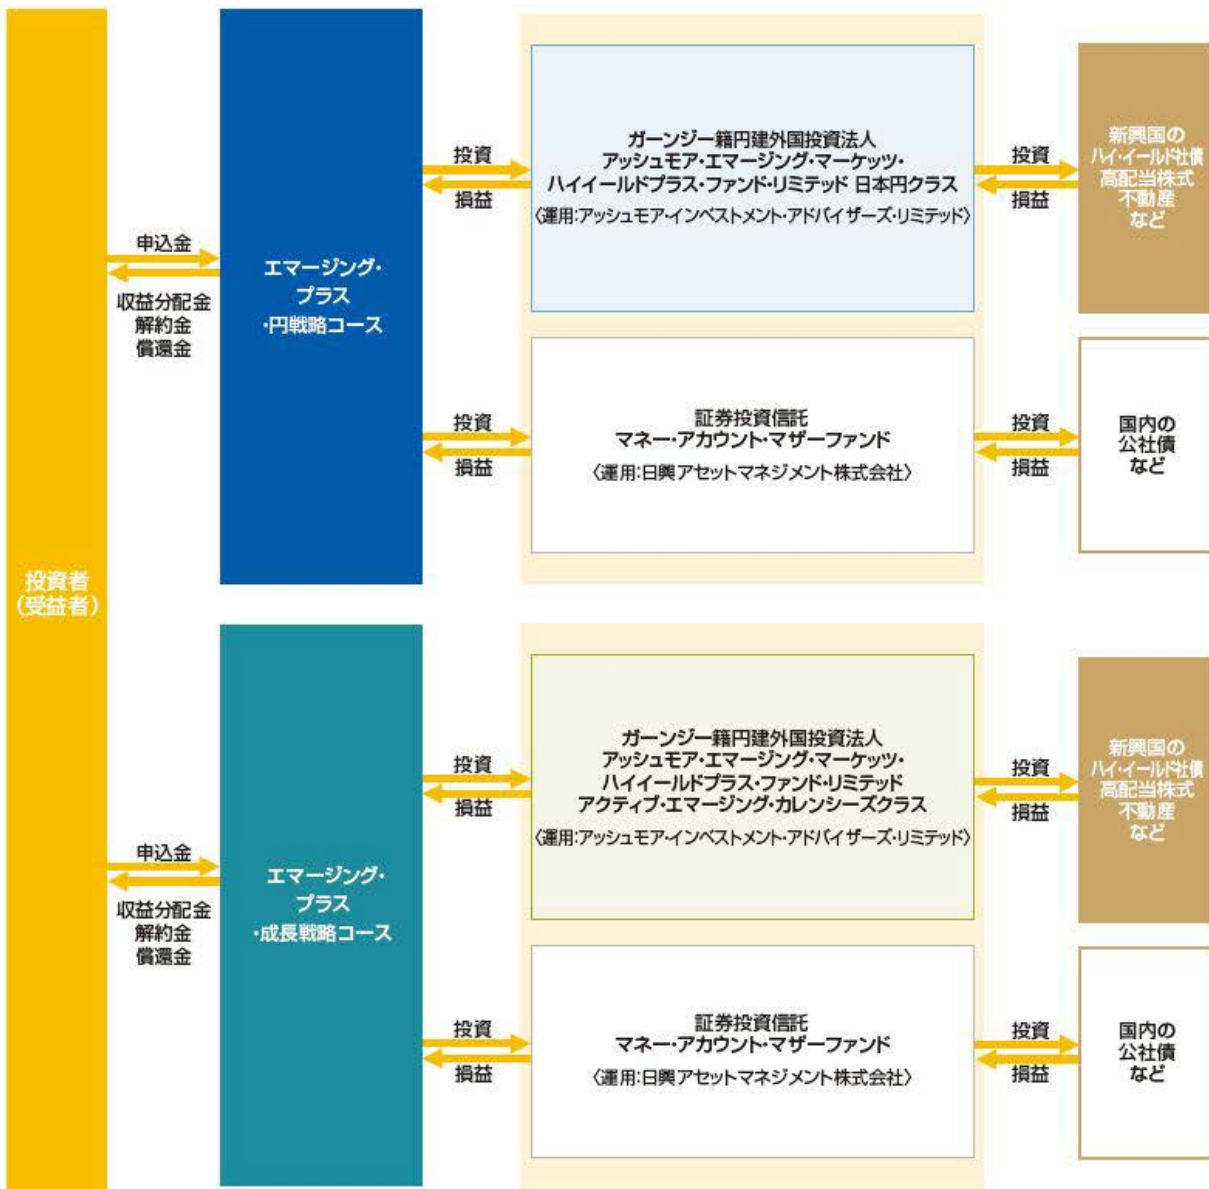 投資者
（受益者）
申込金
収益分配金
解約金
償還金
エマージング・
プラス
・円戦略コース
投資
損益
ガーンジー籍円建外国投資法人
アッシュモア・エマージング・マーケッツ・
ハイイールドプラス・ファンド・リミテッド 日本円クラス
〈運用：アッシュモア・インベストメント・アドバイザーズ・リミテッド〉
投資
損益
新興国の
ハイ・イールド社債
高配当株式
不動産
など
投資
損益
証券投資信託
マネー・アカウント・マザーファンド
〈運用：日興アセットマネジメント株式会社〉
投資
損益
国内の
公社債
など
申込金
収益分配金
解約金
償還金
エマージング・
プラス
・成長戦略コース
投資
損益
ガーンジー籍円建外国投資法人
アッシュモア・エマージング・マーケッツ・
ハイイールドプラス・ファンド・リミテッド
アクティブ・エマージング・カレンシーズクラス
〈運用：アッシュモア・インベストメント・アドバイザーズ・リミテッド〉
投資
損益
新興国の
ハイ・イールド社債
高配当株式
不動産
など
投資
損益
証券投資信託
マネー・アカウント・マザーファンド
〈運用：日興アセットマネジメント株式会社〉
投資
損益
国内の
公社債
など